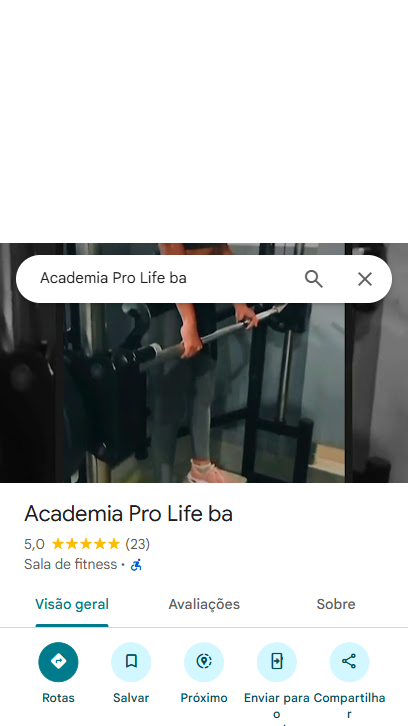 Academia Pro Life ba
Academia Pro Life ba
5,0 (23)
Sala de fitness ·
Visão geral Avaliações Sobre
Rotas Salvar Próximo Enviar para Compartilha
o r